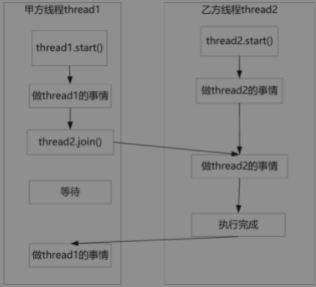 甲方线程thread1
thread1.start()
做thread1的事情
thread2.join()
等待
做thread1的事情
乙方线程thread2
thread2.start()
做thread2的事情
做thread2的事情
执行完成